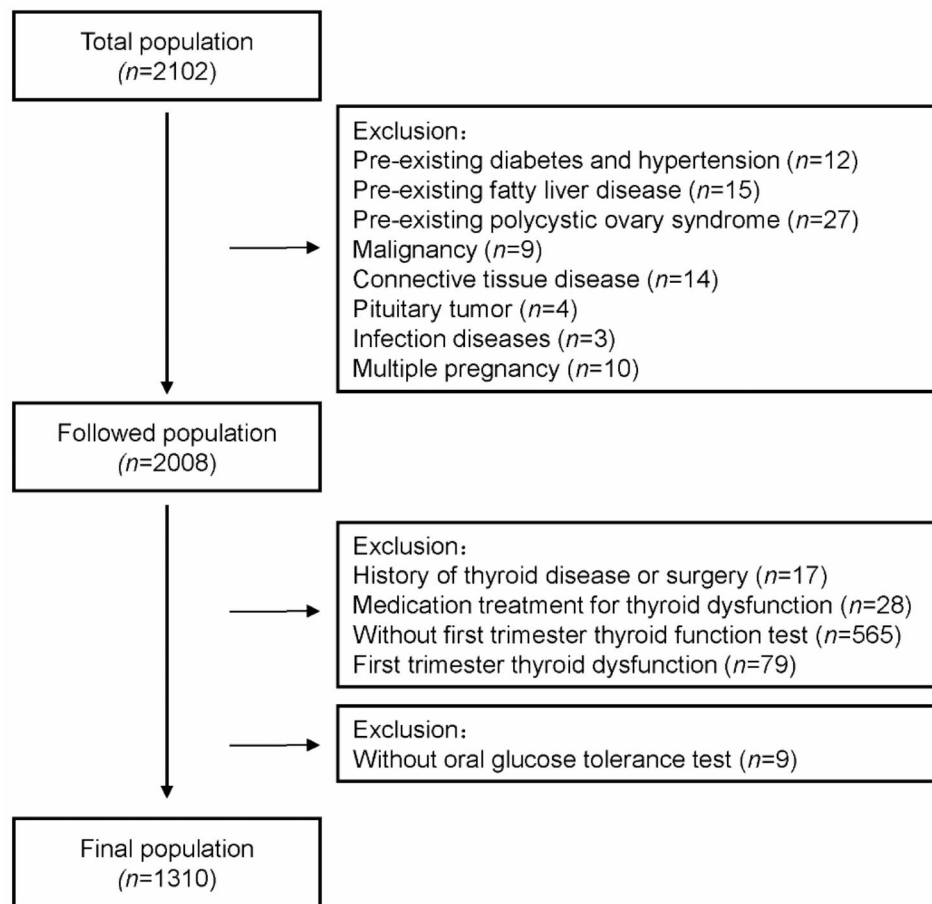 Total population
(n=2102)
Exclusion：
Pre-existing diabetes and hypertension (n=12)
Pre-existing fatty liver disease (n=15)
Pre-existing polycystic ovary syndrome (n=27)
Malignancy (n=9)
Connective tissue disease (n=14)
Pituitary tumor (n=4)
Infection diseases (n=3)
Multiple pregnancy (n=10)
Followed population
(n=2008)
Exclusion：
History of thyroid disease or surgery (n=17)
Medication treatment for thyroid dysfunction (n=28)
Without first trimester thyroid function test (n=565)
First trimester thyroid dysfunction (n=79)
Exclusion：
Without oral glucose tolerance test (n=9)
Final population
(n=1310)